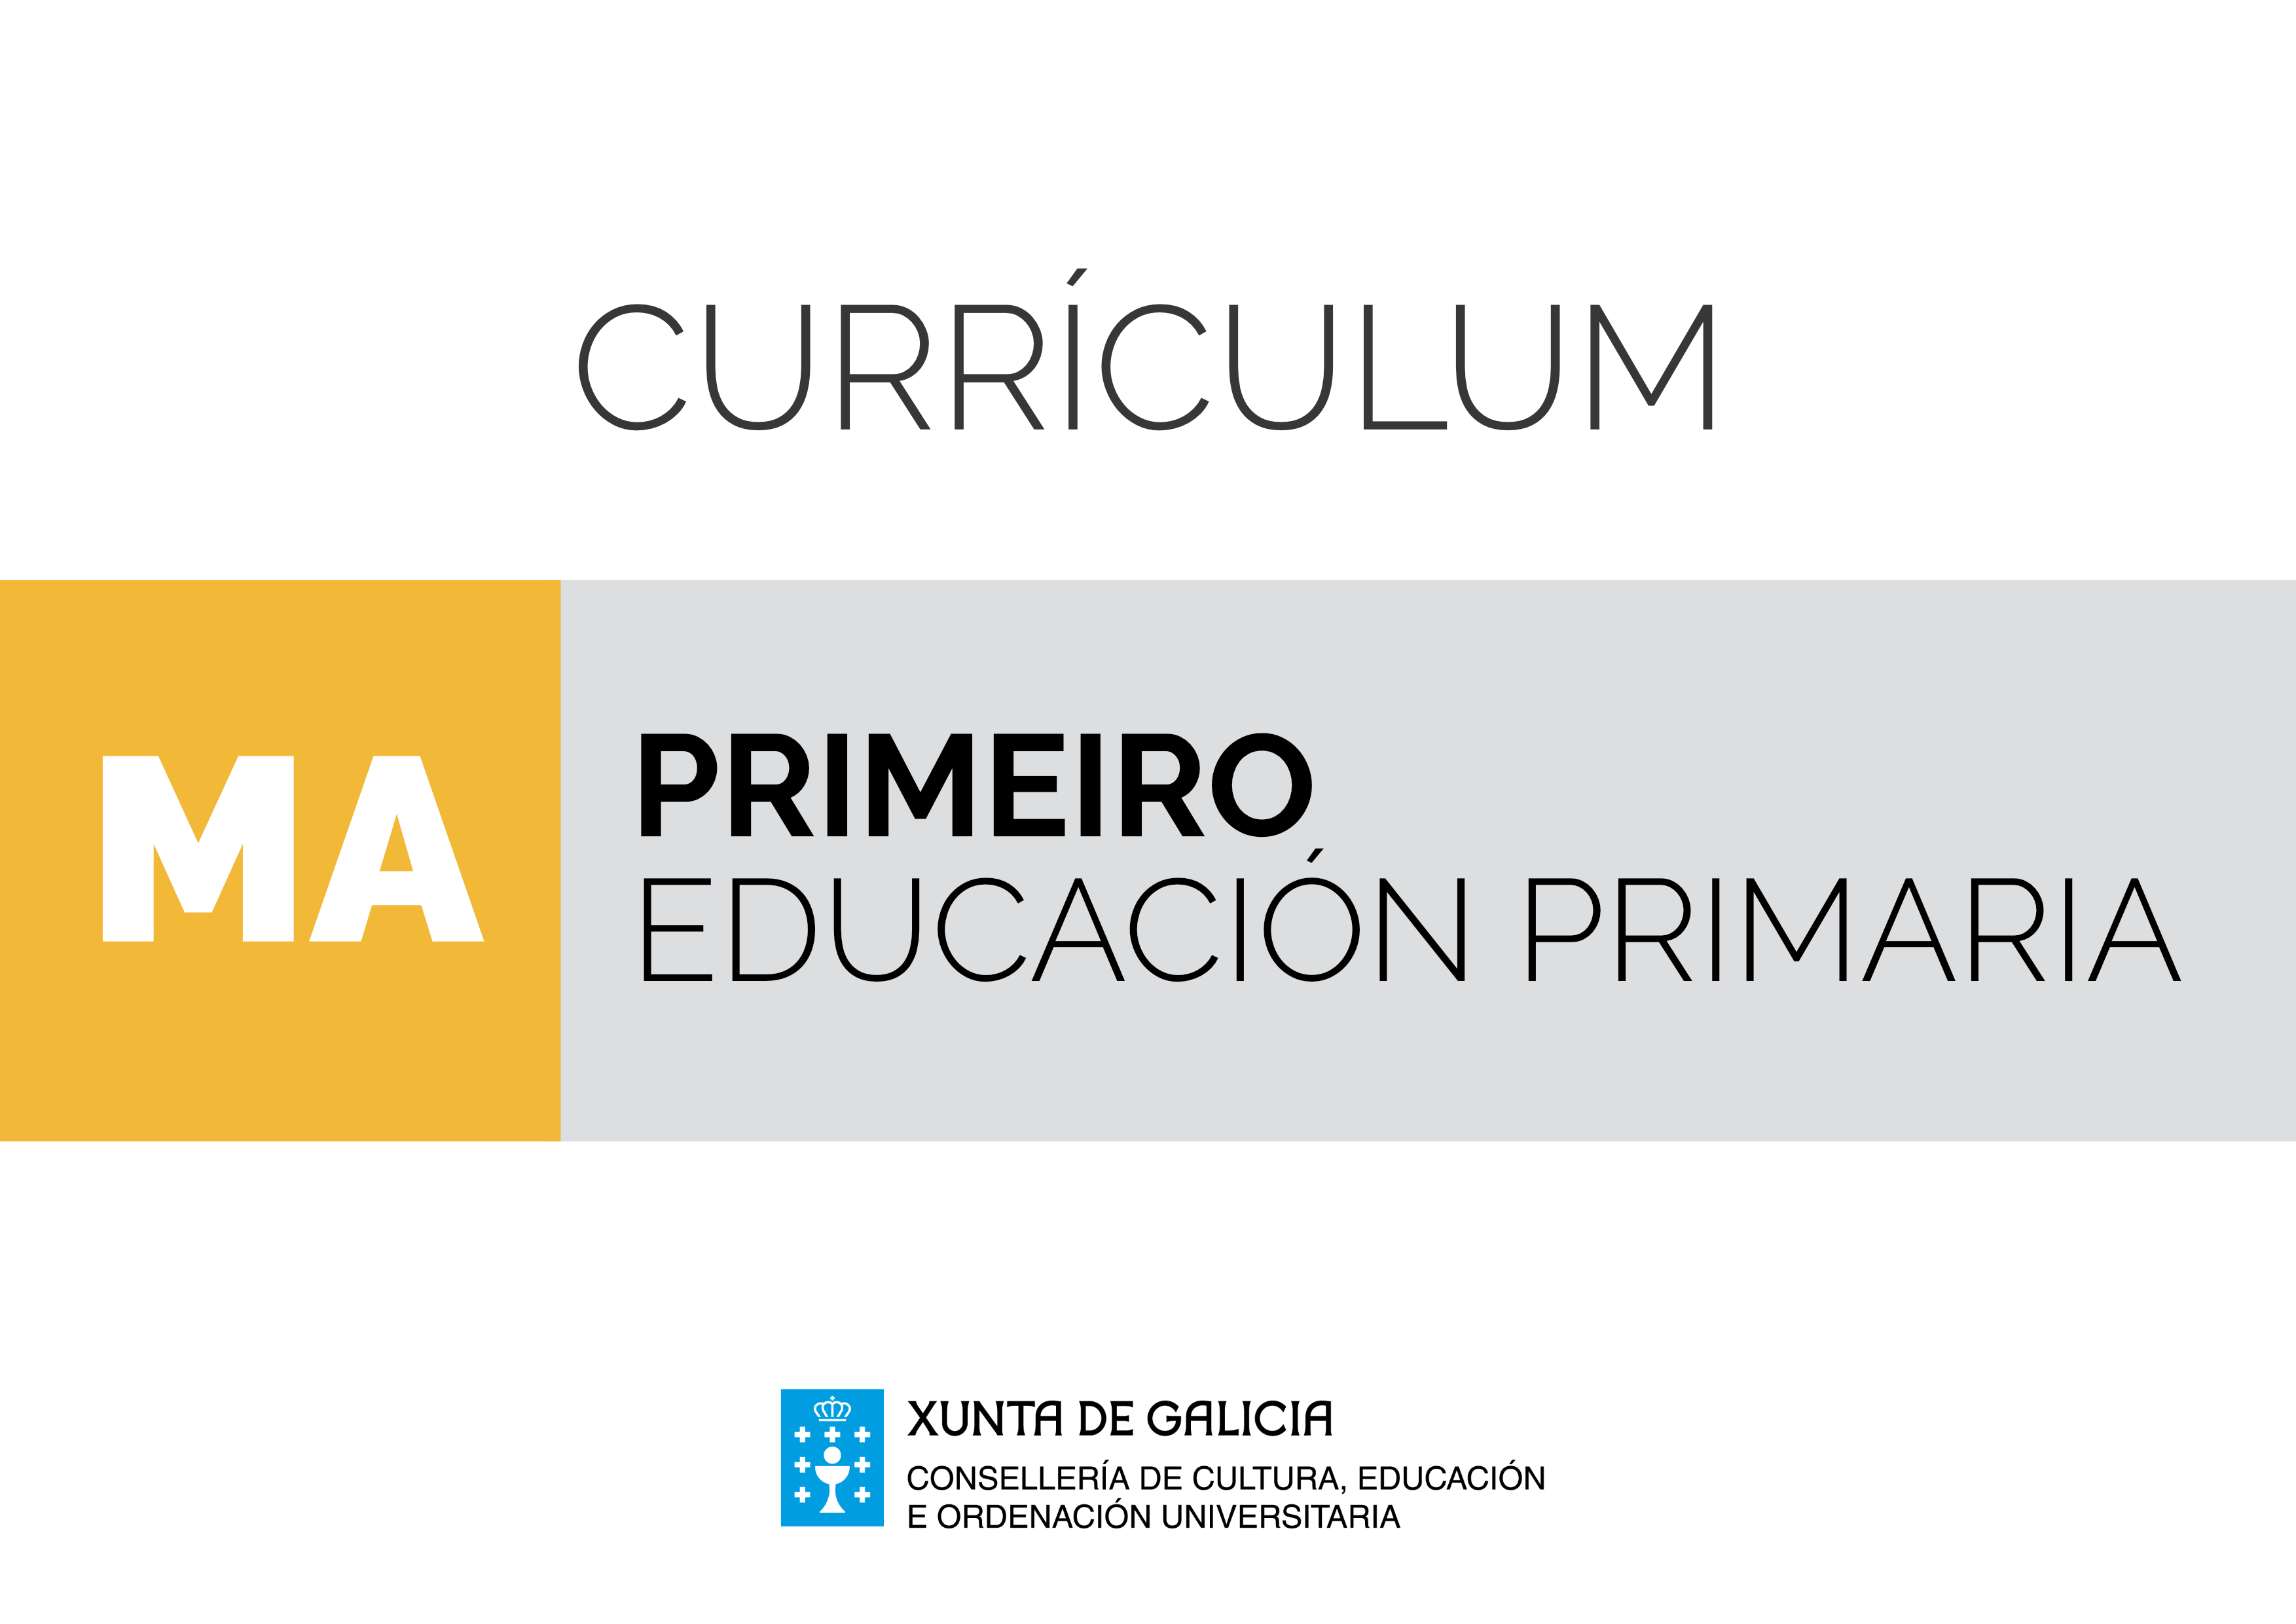 CURRÍCULUM
MA
PRIMEIRO
EDUCACIÓN PRIMARIA
XUNTA DE GALICIA
CONSELLERÍA DE CULTURA, EDUCACIÓN
E ORDENACIÓN UNIVERSITARIA